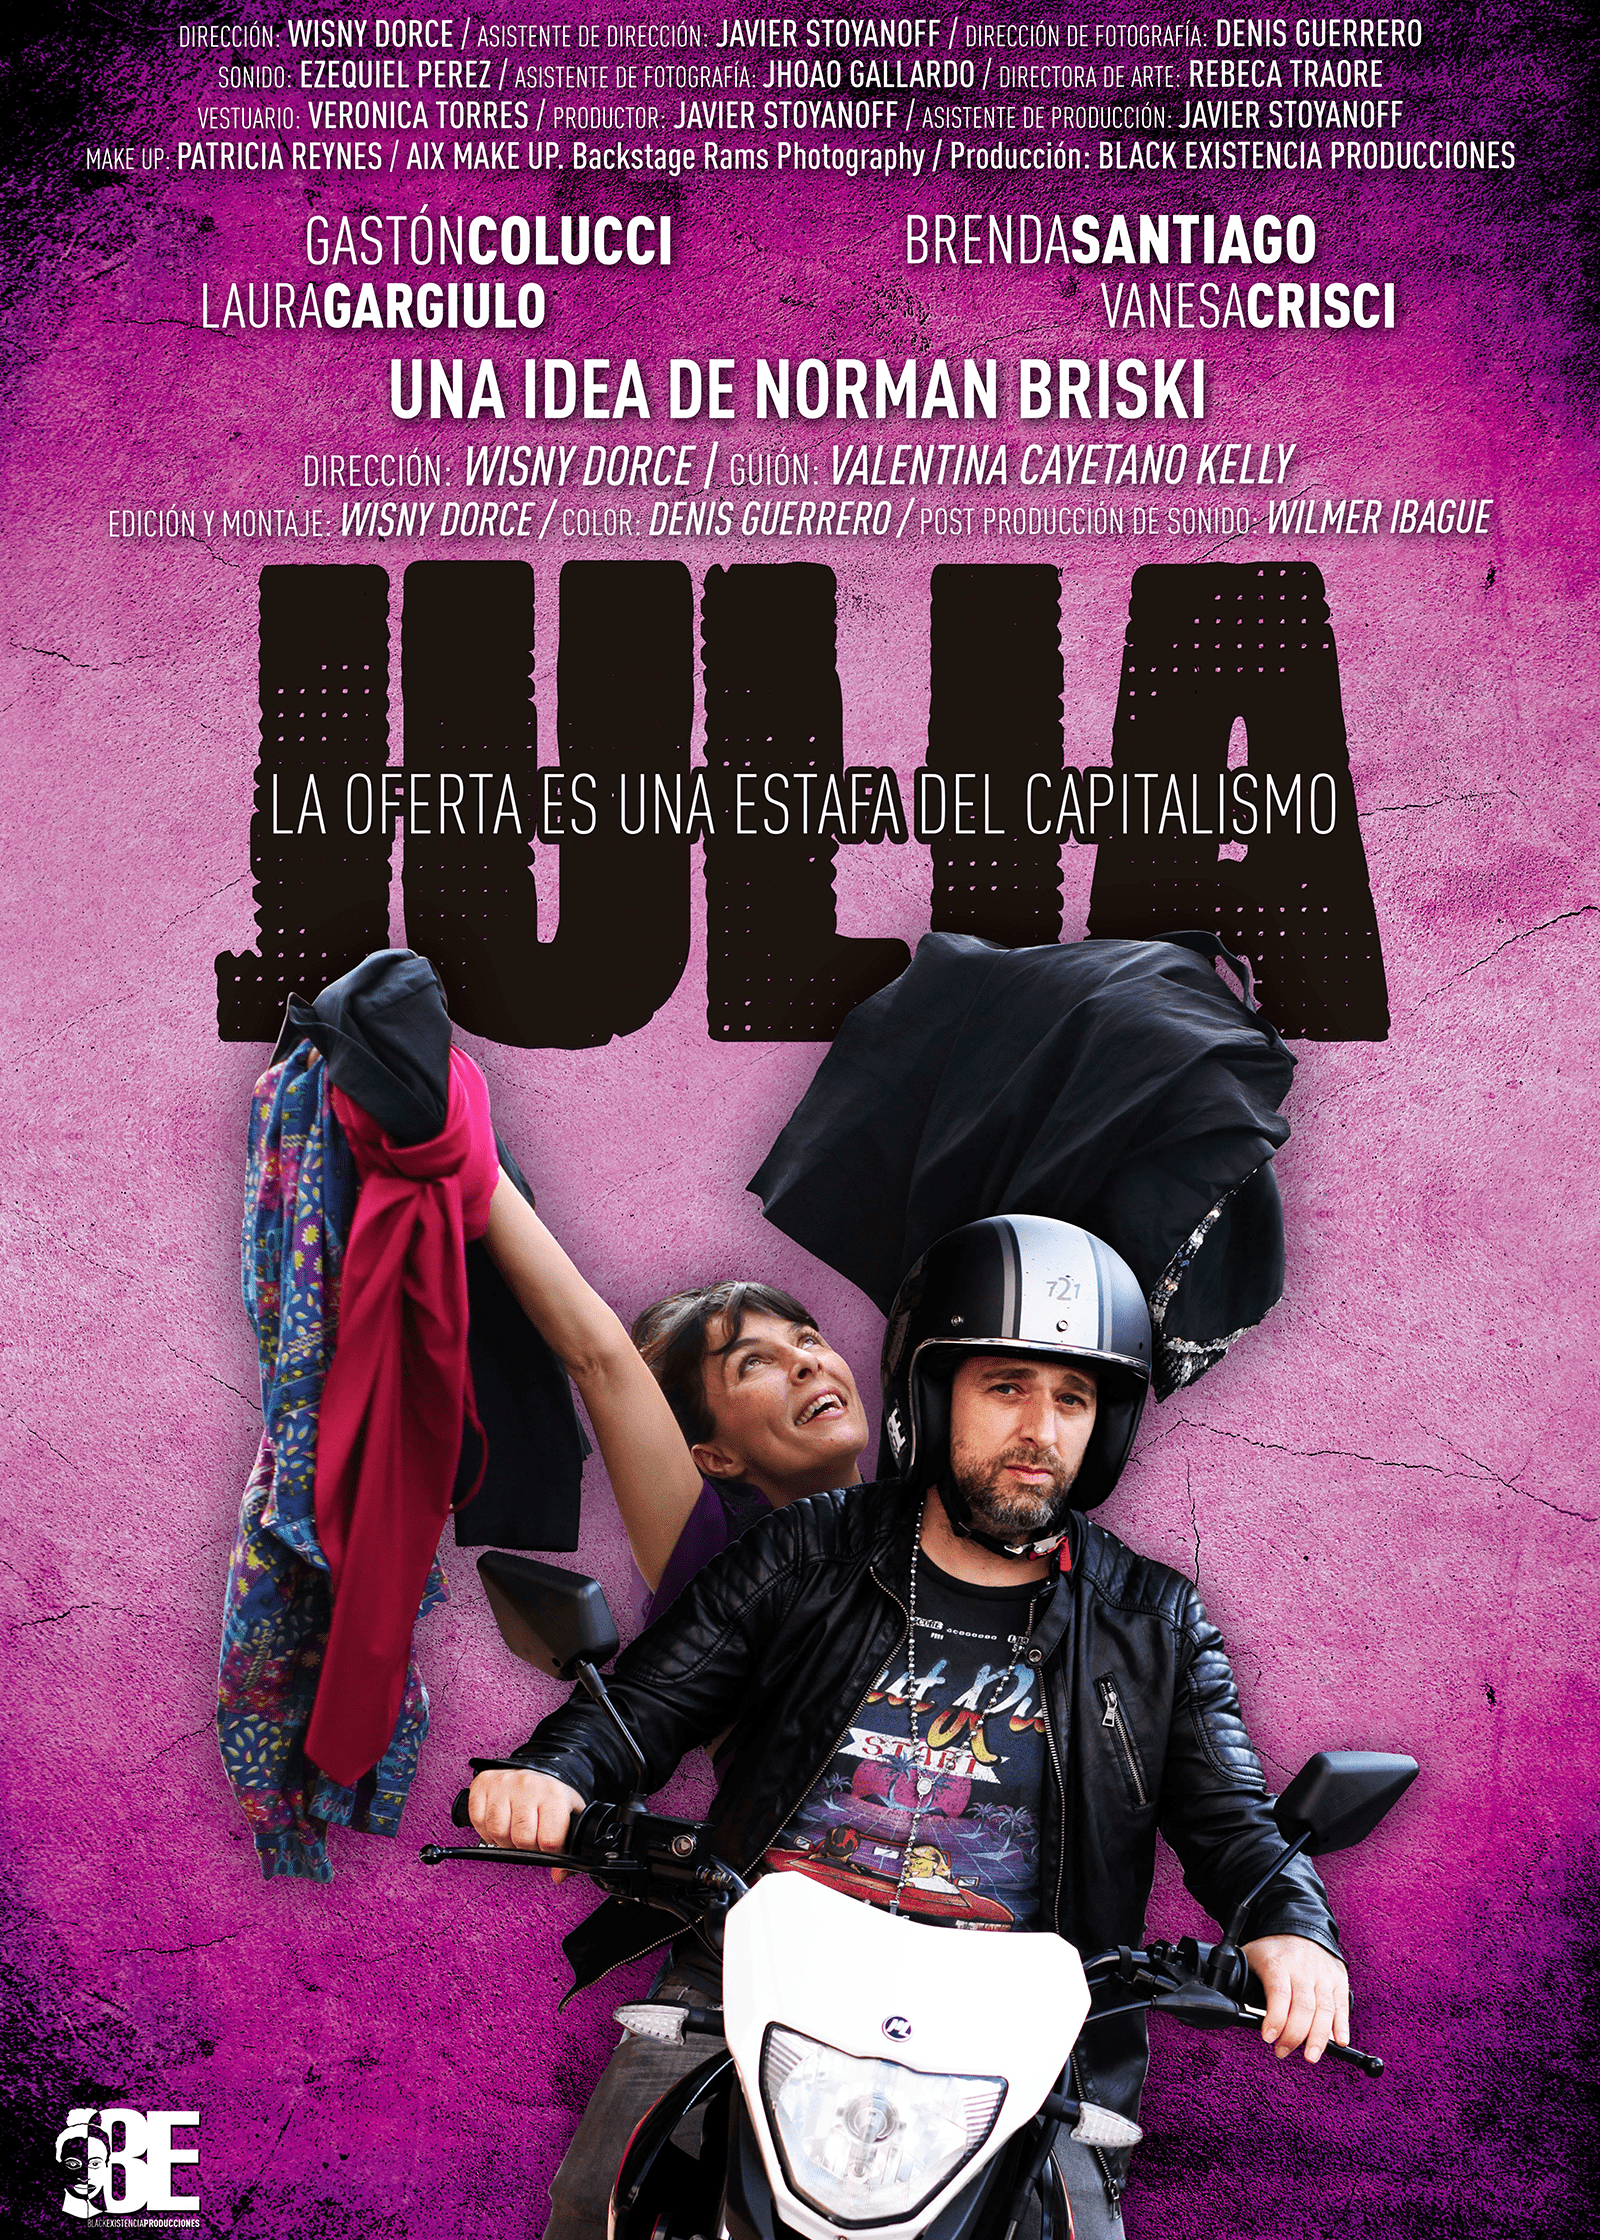 DIRECCIÓN: WISNY DORCE / ASISTENTE DE DIRECCIÓN: JAVIER STOYANOFF / DIRECCIÓN DE FOTOGRAFÍA: DENIS GUERRERO
SONIDO: EZEQUIEL PEREZ / ASISTENTE DE FOTOGRAFÍA: JHOAO GALLARDO / DIRECTORA DE ARTE: REBECA TRAORE
VESTUARIO: VERONICA TORRES / PRODUCTOR: JAVIER STOYANOFF / ASISTENTE DE PRODUCCIÓN: JAVIER STOYANOFF
MAKE UP: PATRICIA REYNES / AIX MAKE UP. Backstage Rams Photography / Producción: BLACK EXISTENCIA PRODUCCIONES
GASTÓNCOLUCCI BRENDASANTIAGO
LAURAGARGIULO VANESACRISCI
UNA IDEA DE NORMAN BRISKI
DIRECCIÓN: WISNY DORCE / GUIÓN: VALENTINA CAYETANO KELLY
EDICIÓN Y MONTAJE: WISNY DORCE / COLOR: DENIS GUERRERO / POST PRODUCCIÓN DE SONIDO: WILMER IBAGUE
JULIA
LA OFERTA ES UNA ESTAFA DEL CAPITALISMO
721
START
BE
BLACKEXISTENCIAPRODUCCIONES